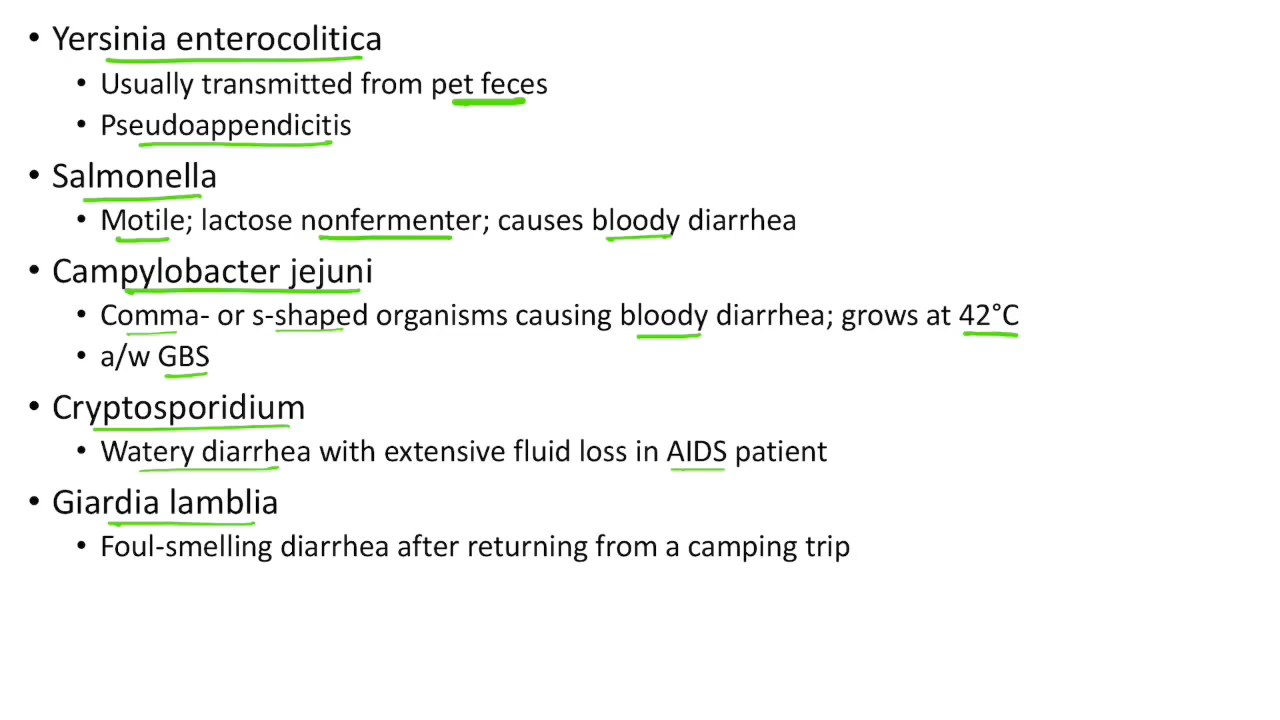 • Yersinia enterocolitica
• Usually transmitted from pet feces
• Pseudoappendicitis
• Salmonella
• Motile; lactose nonfermenter; causes bloody diarrhea
• Campylobacter jejuni
• Comma- or s-shaped organisms causing bloody diarrhea; grows at 42°C
• a/w GBS
• Cryptosporidium
• Watery diarrhea with extensive fluid loss in AIDS patient
• Giardia lamblia
• Foul-smelling diarrhea after returning from a camping trip